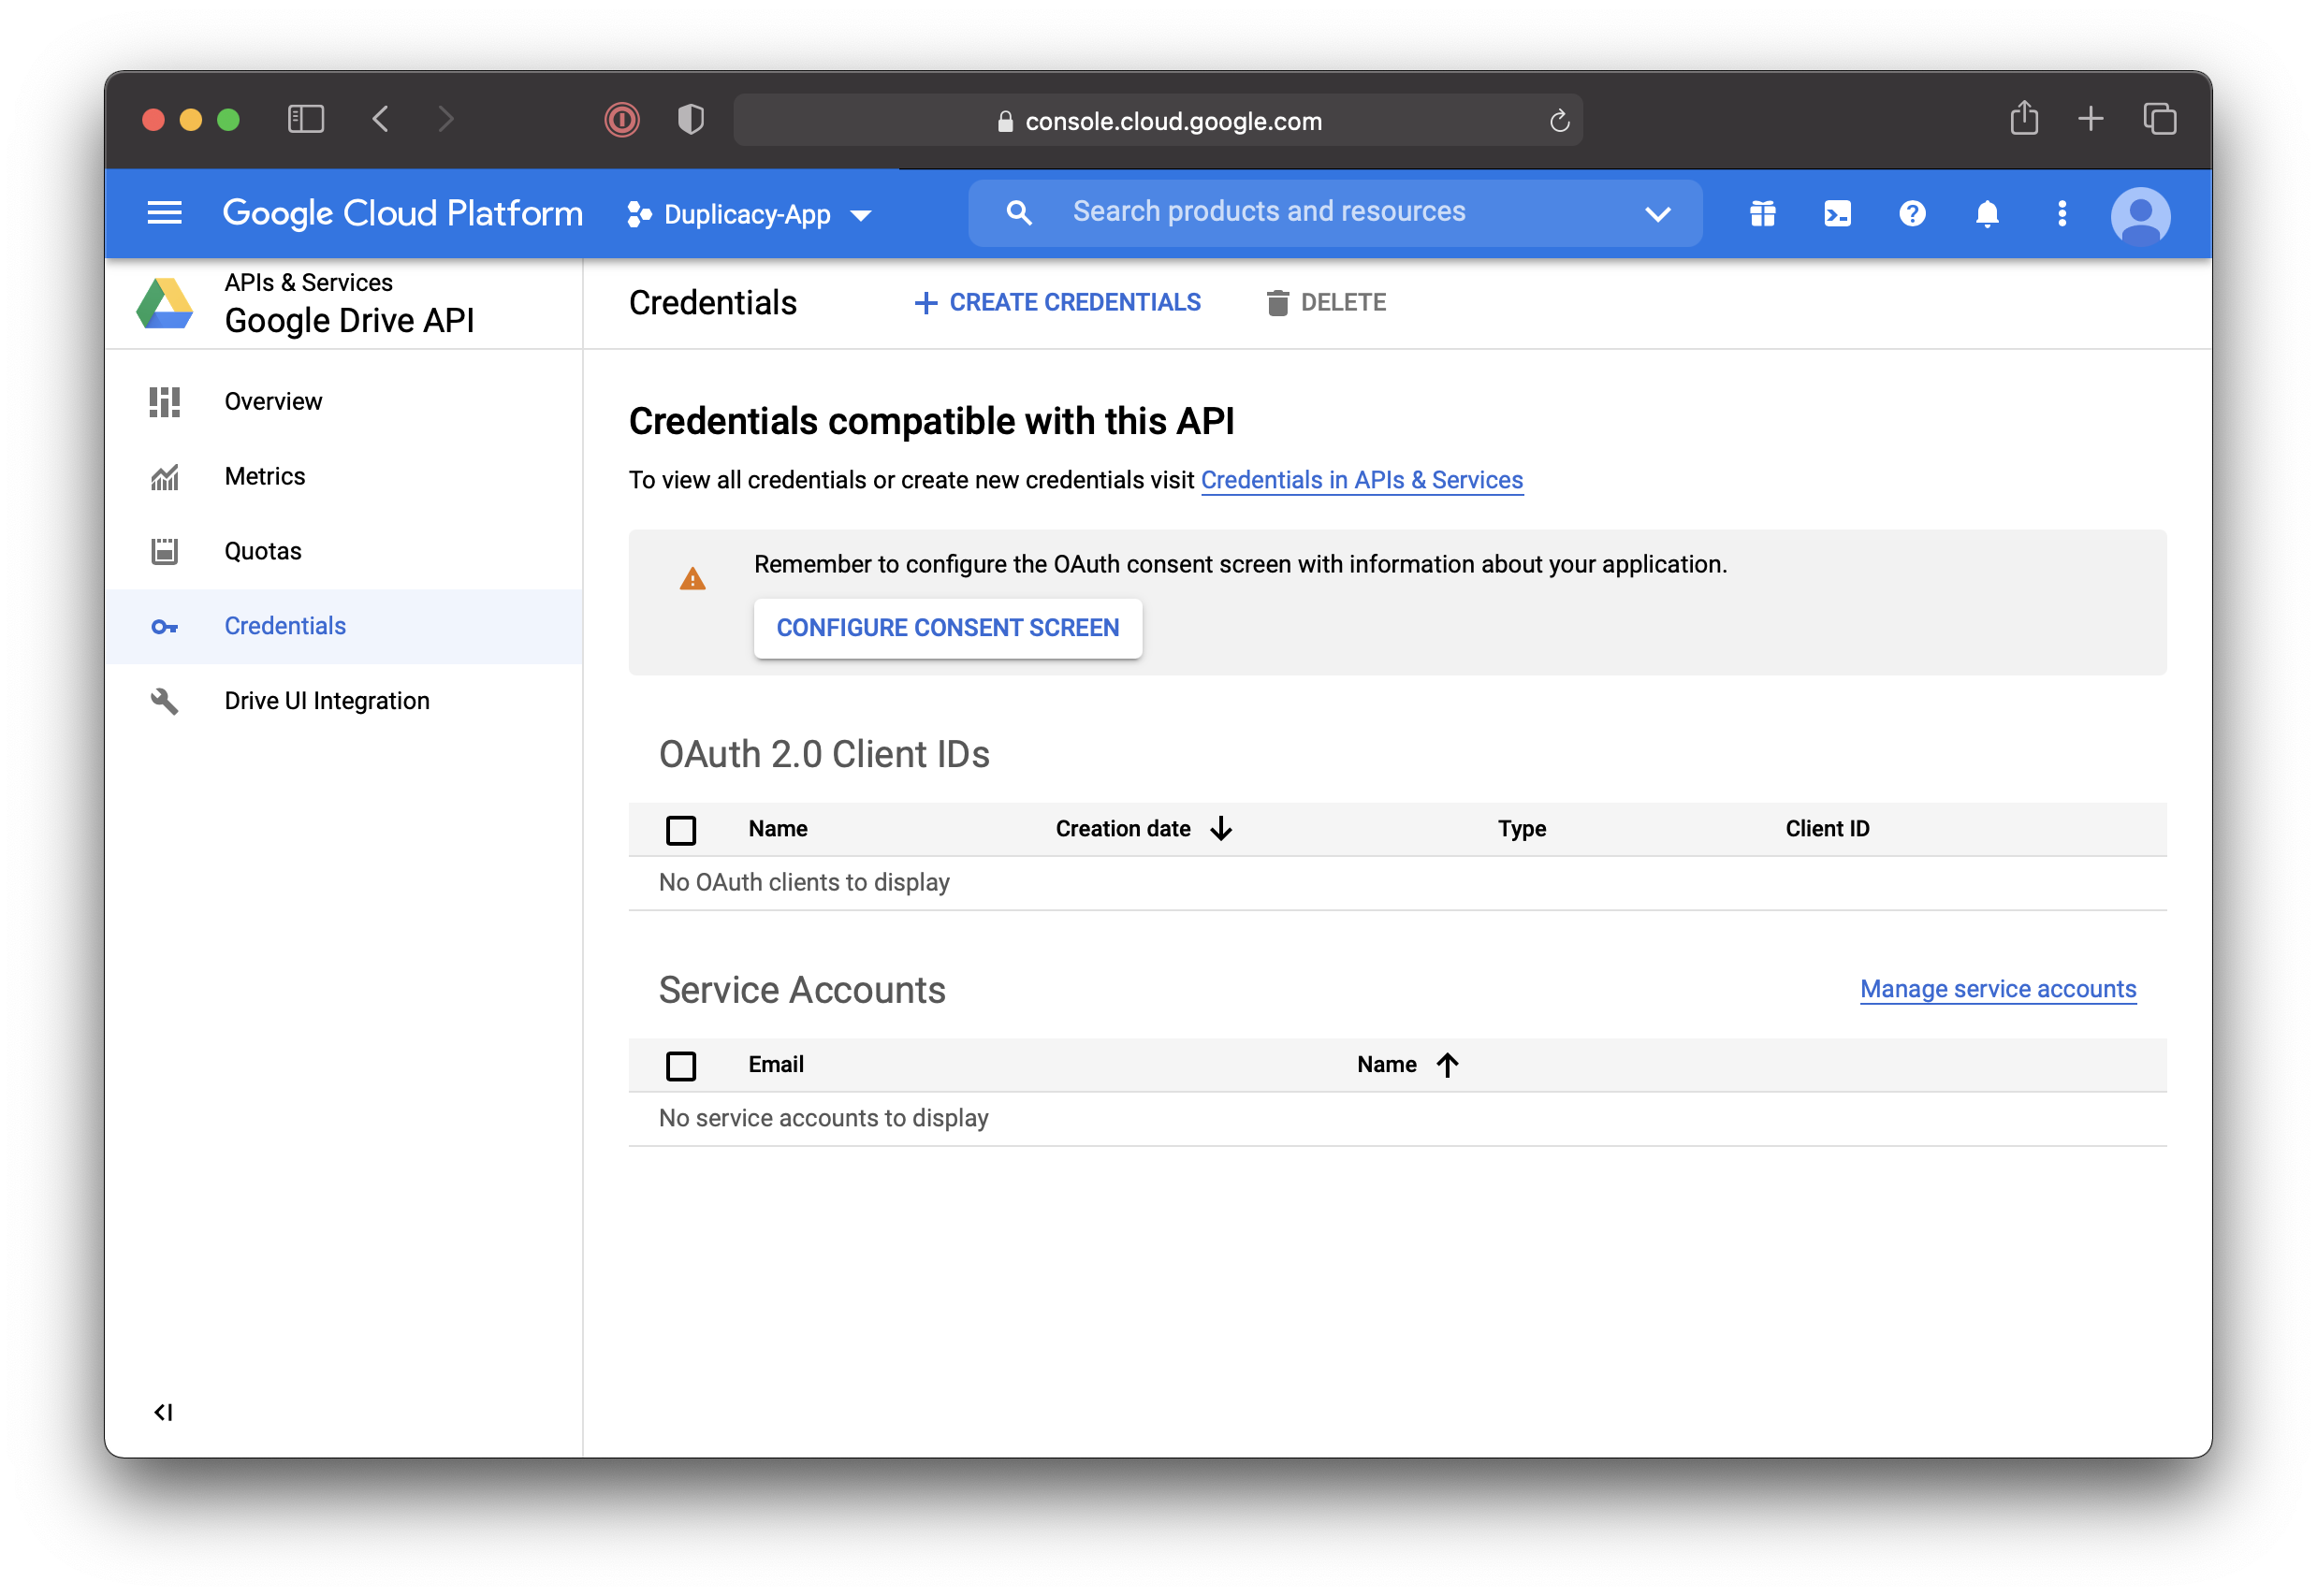 console.cloud.google.com
Google Cloud Platform
Duplicacy-App
Search products and resources
APIs & Services
Google Drive API
Credentials
CREATE CREDENTIALS
DELETE
Overview
Metrics
Quotas
Credentials
Drive UI Integration
Credentials compatible with this API
To view all credentials or create new credentials visit Credentials in APIs & Services
Remember to configure the OAuth consent screen with information about your application.
CONFIGURE CONSENT SCREEN
OAuth 2.0 Client IDs
Name Creation date Type Client ID
No OAuth clients to display
Service Accounts
Manage service accounts
Email Name
No service accounts to display